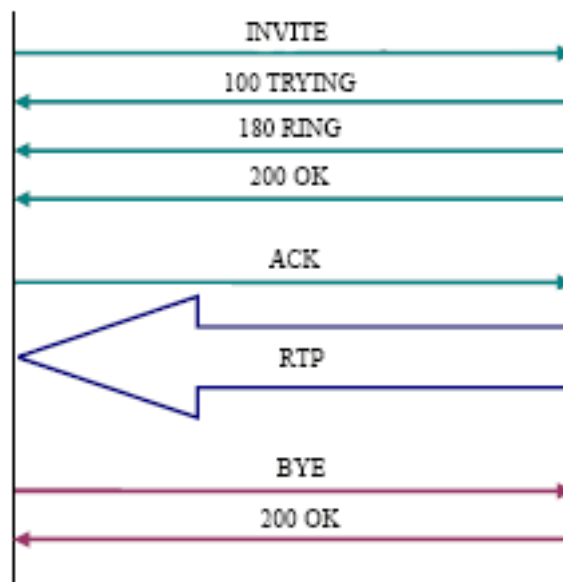 INVITE
100 TRYING
180 RING
200 OK
ACK
RTP
BYE
200 OK